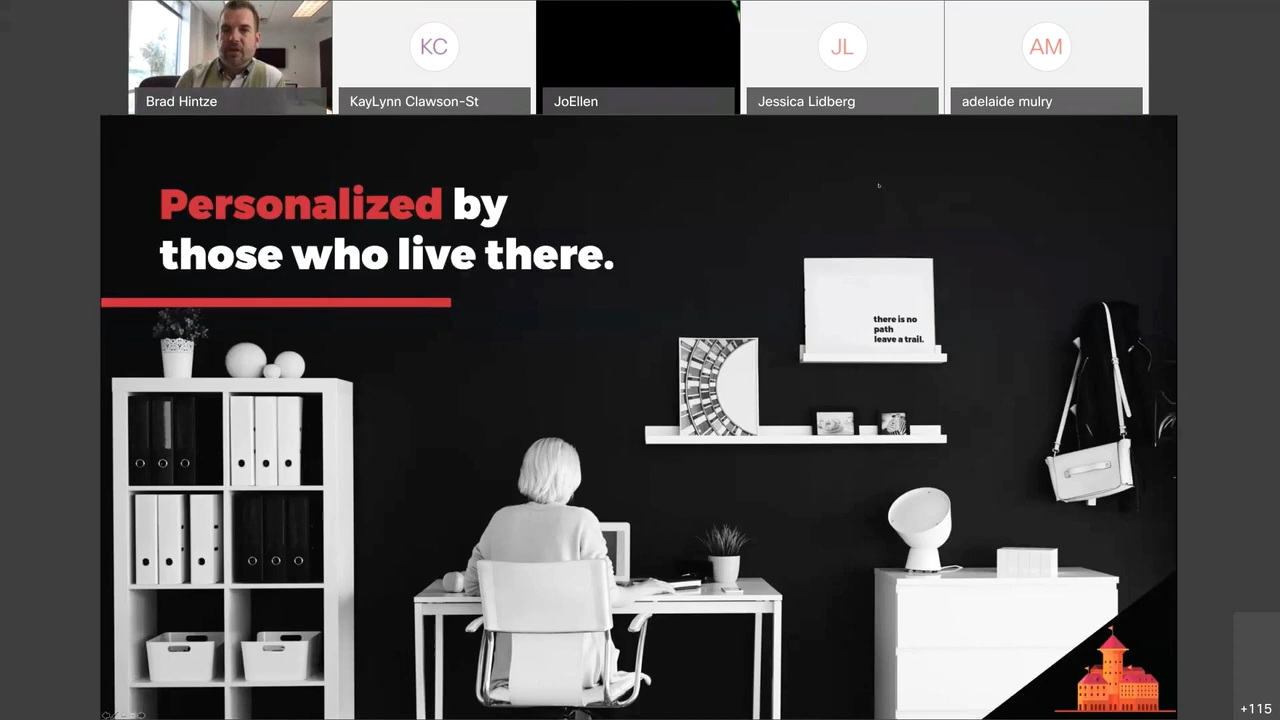 KC
JL
AM
Brad Hintze
KayLynn Clawson-St
JoEllen
Jessica Lidberg
adelaide mulry
Personalized by
those who live there.
there is no
path
leave a trail.
+115